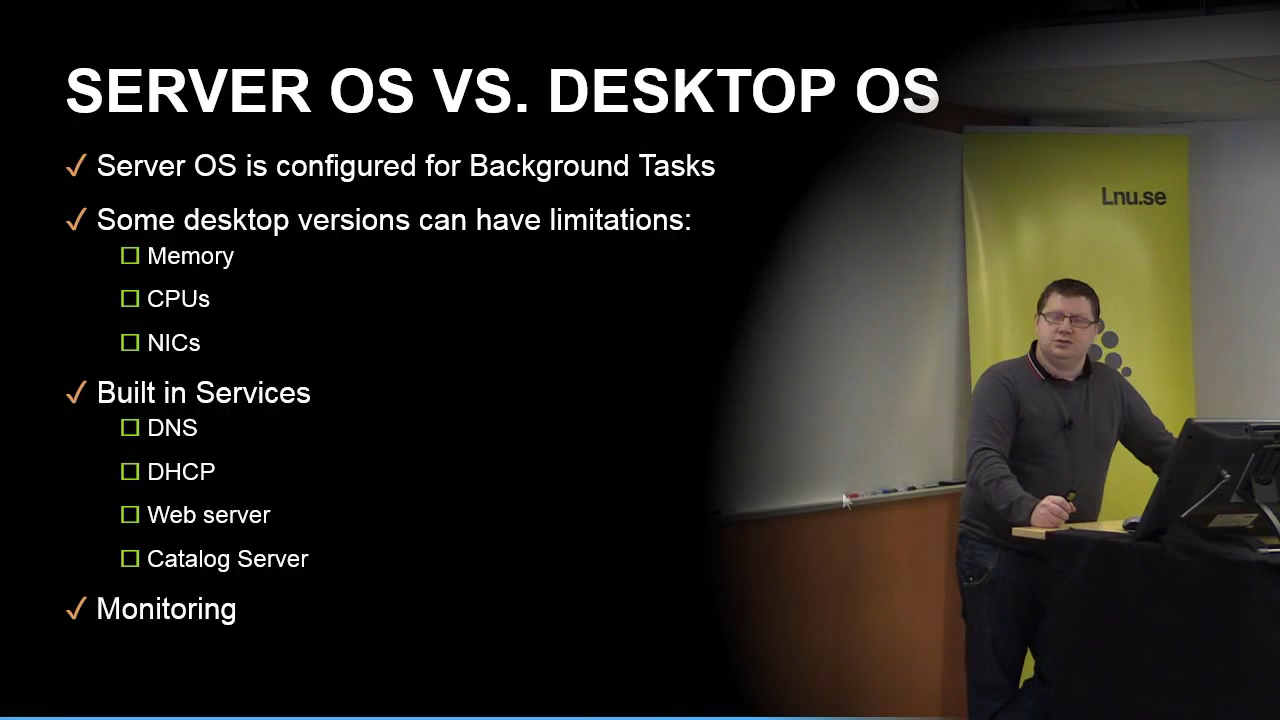 SERVER OS VS. DESKTOP OS
✓ Server OS is configured for Background Tasks
✓ Some desktop versions can have limitations:
☐ Memory
☐ CPUs
☐ NICs
✓ Built in Services
☐ DNS
☐ DHCP
☐ Web server
☐ Catalog Server
✓ Monitoring
Lnu.se